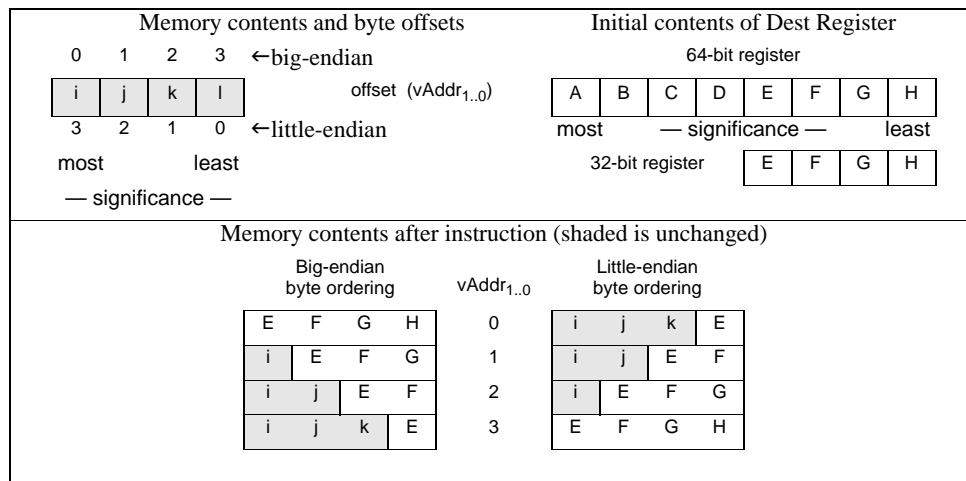 Memory contents and byte offsets
0 1 2 3 ←big-endian
i j k l offset (vAddr1..0)
3 2 1 0 ←little-endian
most least
— significance —
Initial contents of Dest Register
64-bit register
A B C D E F G H
most — significance — least
32-bit register E F G H
Memory contents after instruction (shaded is unchanged)
Big-endian
byte ordering
vAddr1..0
Little-endian
byte ordering
E F G H 0 i j k E
i E F G 1 i j E F
i j E F 2 i E F G
i j k E 3 E F G H